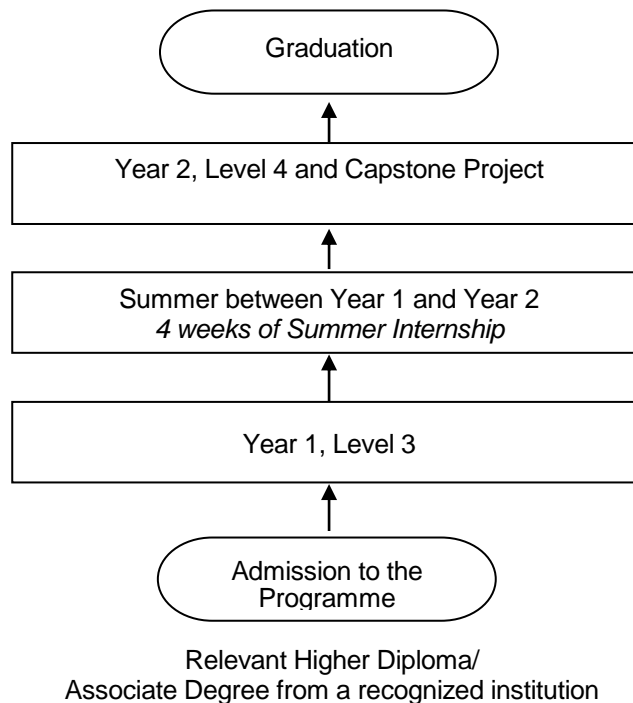 Graduation
Year 2, Level 4 and Capstone Project
Summer between Year 1 and Year 2
4 weeks of Summer Internship
Year 1, Level 3
Admission to the
Programme
Relevant Higher Diploma/
Associate Degree from a recognized institution